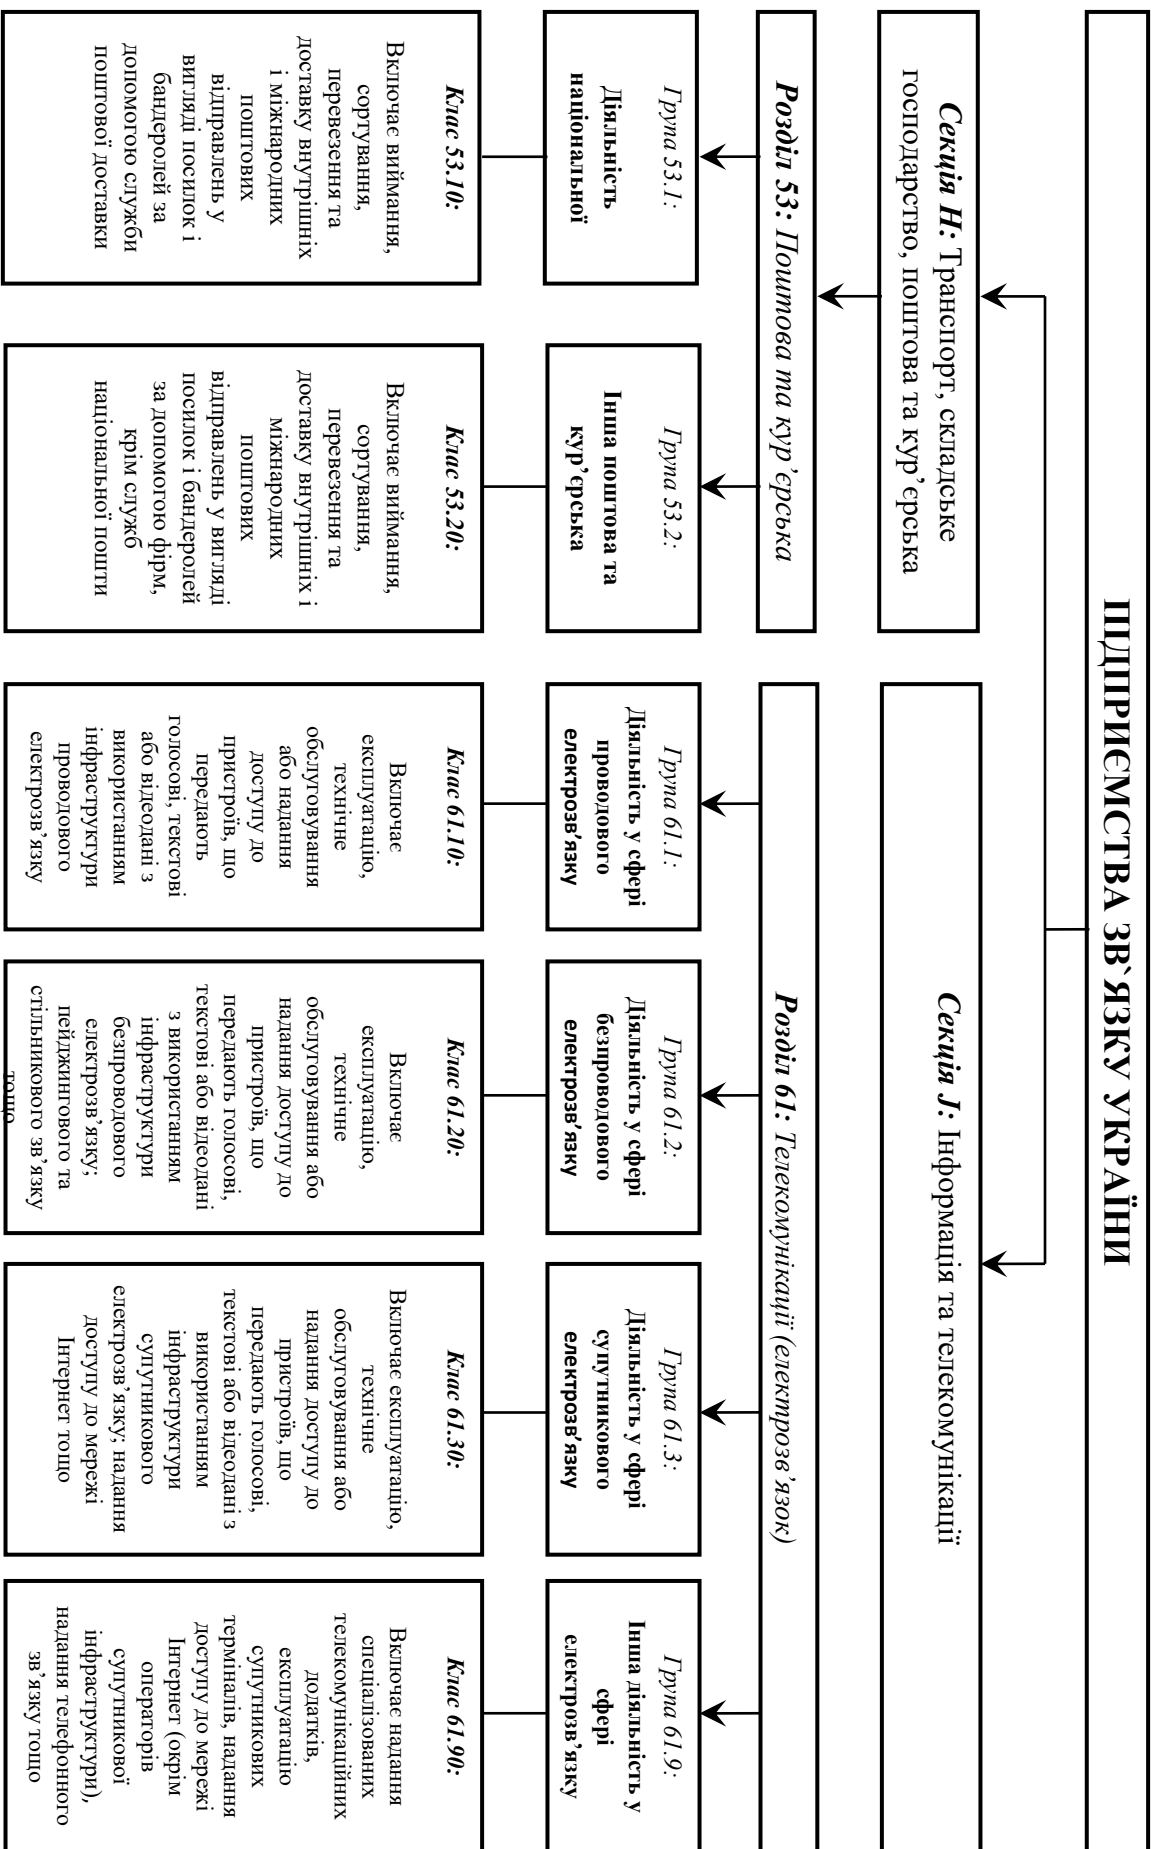 ПІДПРИЄМСТВА ЗВ`ЯЗКУ УКРАЇНИ
Секція H: Транспорт, складське
господарство, поштова та кур’єрська
Секція J: Інформація та телекомунікації
Розділ 53: Поштова та кур’єрська
Розділ 61: Телекомунікації (електрозв’язок)
Група 53.1:
Діяльність
національної
Група 53.2:
Інша поштова та
кур’єрська
Група 61.1:
Діяльність у сфері
проводового
електрозв’язку
Група 61.2:
Діяльність у сфері
безпроводового
електрозв’язку
Група 61.3:
Діяльність у сфері
супутникового
електрозв’язку
Група 61.9:
Інша діяльність у
сфері
електрозв’язку
Клас 53.10:
Включає виймання,
сортування,
перевезення та
доставку внутрішніх
і міжнародних
поштових
відправлень у
вигляді посилок і
бандеролей за
допомогою служби
поштової доставки
Клас 53.20:
Включає виймання,
сортування,
перевезення та
доставку внутрішніх і
міжнародних
поштових
відправлень у вигляді
посилок і бандеролей
за допомогою фірм,
крім служб
національної пошти
Клас 61.10:
Включає
експлуатацію,
технічне
обслуговування
або надання
доступу до
пристроїв, що
передають
голосові, текстові
або відеодані з
використанням
інфраструктури
проводового
електрозв’язку
Клас 61.20:
Включає
експлуатацію,
технічне
обслуговування або
надання доступу до
пристроїв, що
передають голосові,
текстові або відеодані
з використанням
інфраструктури
безпроводового
електрозв’язку;
пейджингового та
стільникового зв’язку
тощо
Клас 61.30:
Включає експлуатацію,
технічне
обслуговування або
надання доступу до
пристроїв, що
передають голосові,
текстові або відеодані з
використанням
інфраструктури
супутникового
електрозв’язку; надання
доступу до мережі
Інтернет тощо
Клас 61.90:
Включає надання
спеціалізованих
телекомунікаційних
додатків,
експлуатацію
супутникових
терміналів, надання
доступу до мережі
Інтернет (окрім
операторів
супутникової
інфраструктури),
надання телефонного
зв’язку тощо